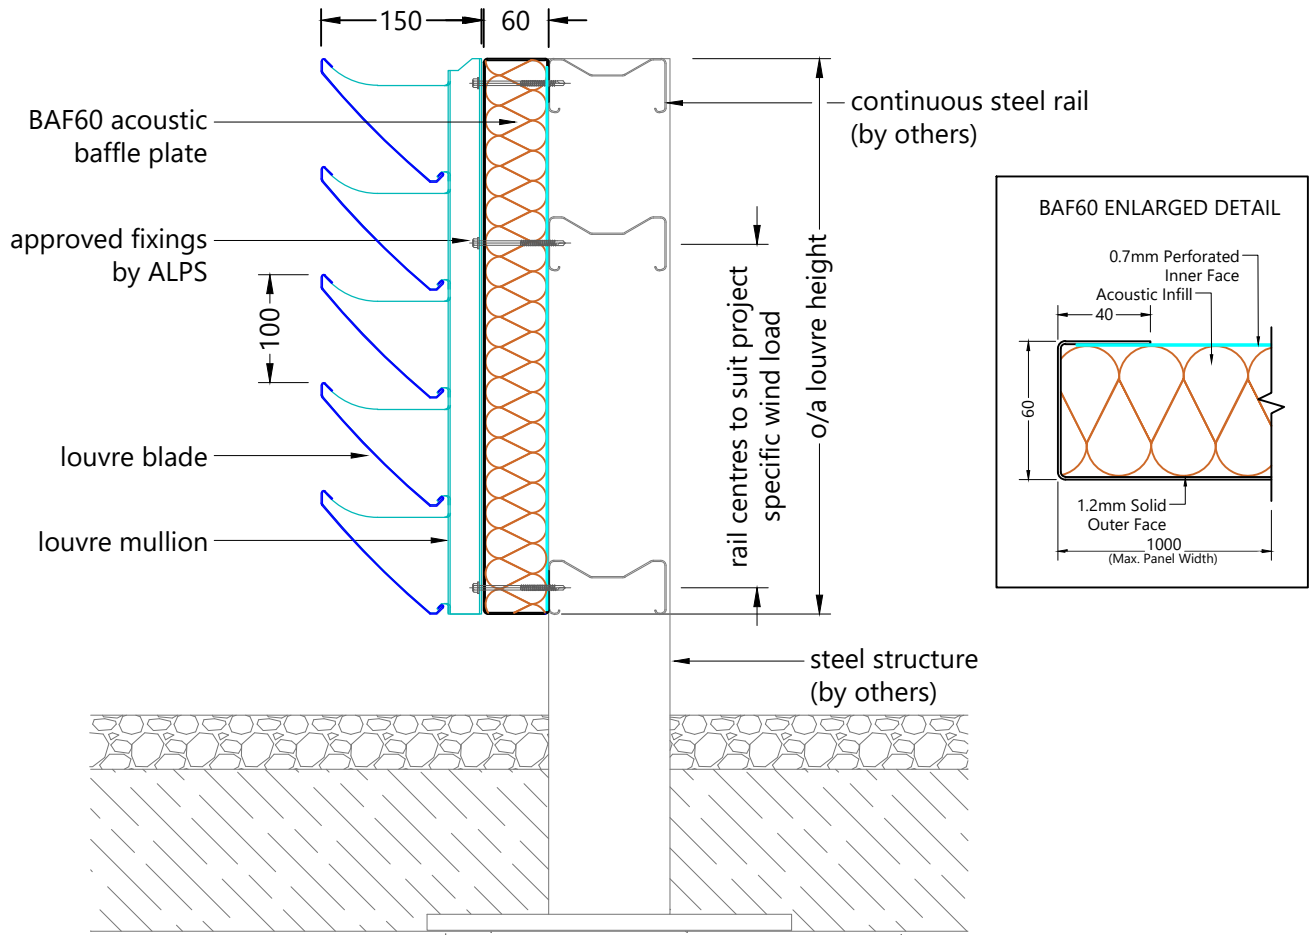 150
60
BAF60 acoustic
baffle plate
approved fixings
by ALPS
100
louvre blade
louvre mullion
continuous steel rail
(by others)
rail centres to suit project
specific wind load
o/a louvre height
steel structure
(by others)
BAF60 ENLARGED DETAIL
0.7mm Perforated
Inner Face
Acoustic Infill
40
60
1.2mm Solid
Outer Face
1000
(Max. Panel Width)